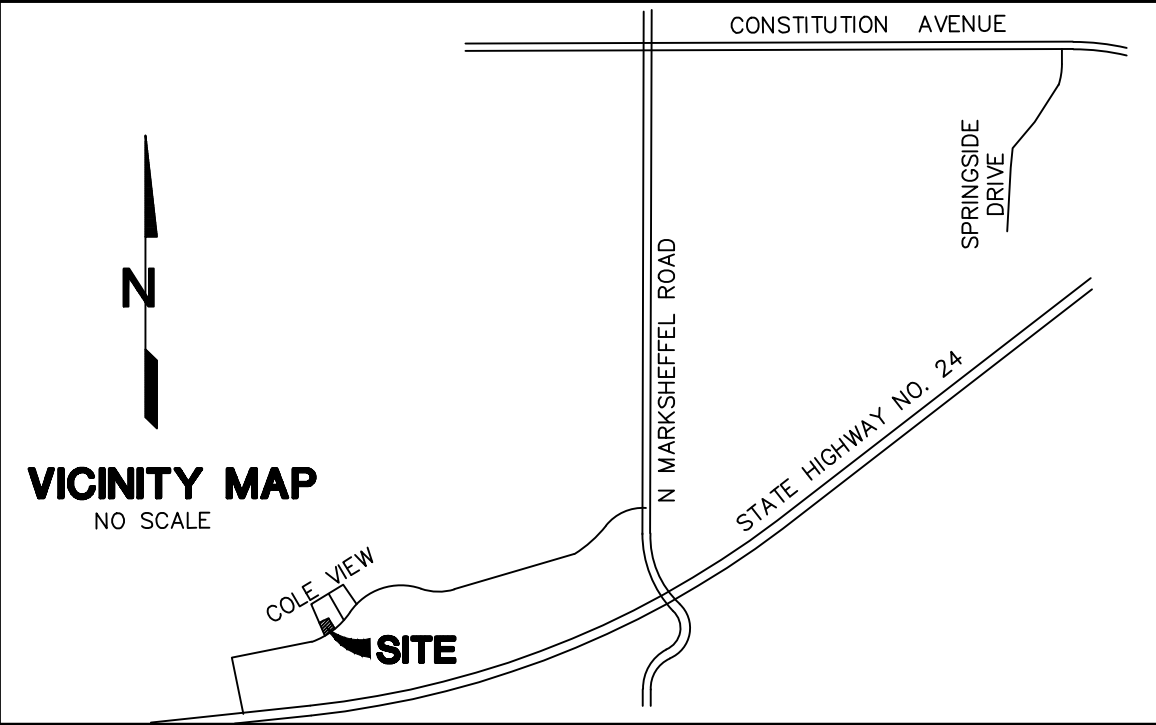 CONSTITUTION AVENUE
SPRINGSIDE
DRIVE
N
N MARKSHEFFEL ROAD
STATE HIGHWAY NO. 24
VICINITY MAP
NO SCALE
COLE VIEW
SITE